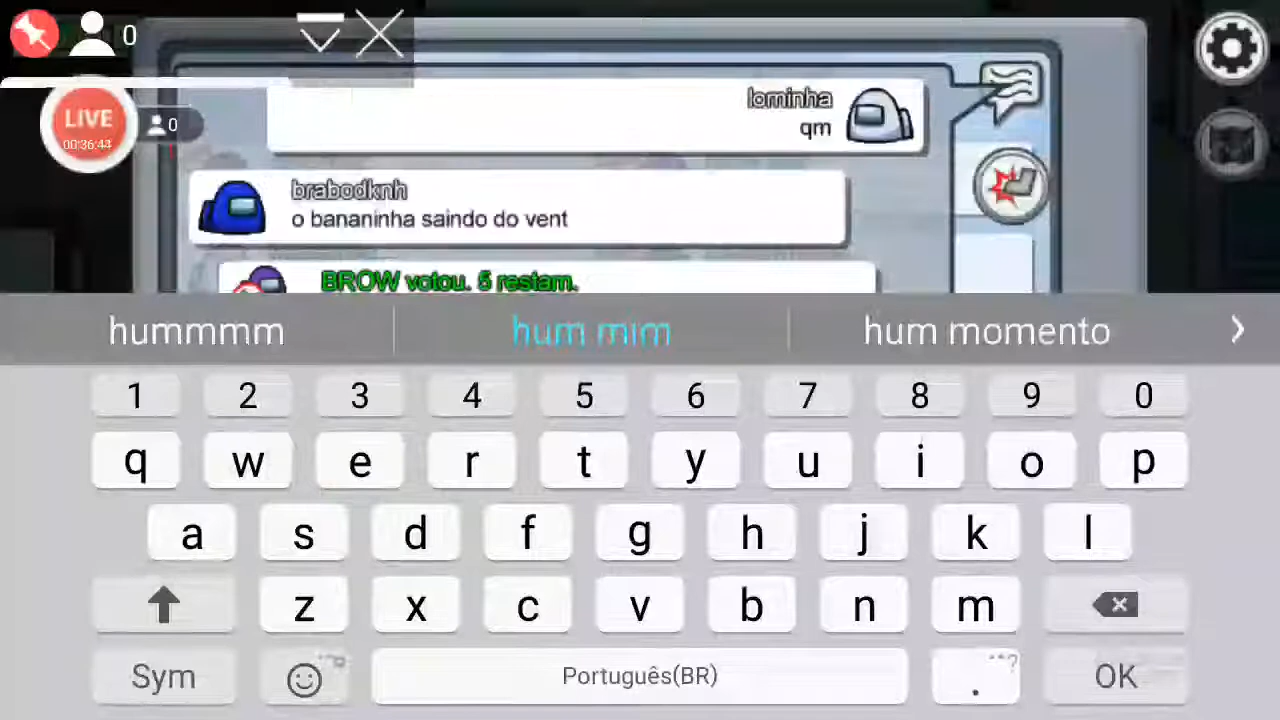 0
LIVE
00:36:44
0
lominha
qm
brabodknh
o bananinha saindo do vent
BROW votou. 5 restam.
hummmm hum mim hum momento
1 2 3 4 5 6 7 8 9 0
q w e r t y u i o p
a s d f g h j k l
z x c v b n m
Sym Português(BR) . OK